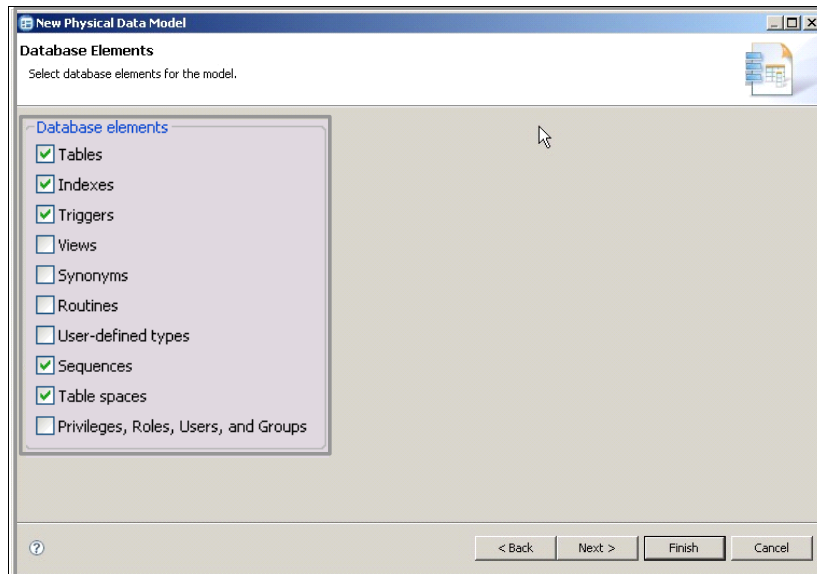 New Physical Data Model
Database Elements
Select database elements for the model.
Database elements
Tables
Indexes
Triggers
Views
Synonyms
Routines
User-defined types
Sequences
Table spaces
Privileges, Roles, Users, and Groups
?
< Back Next > Finish Cancel